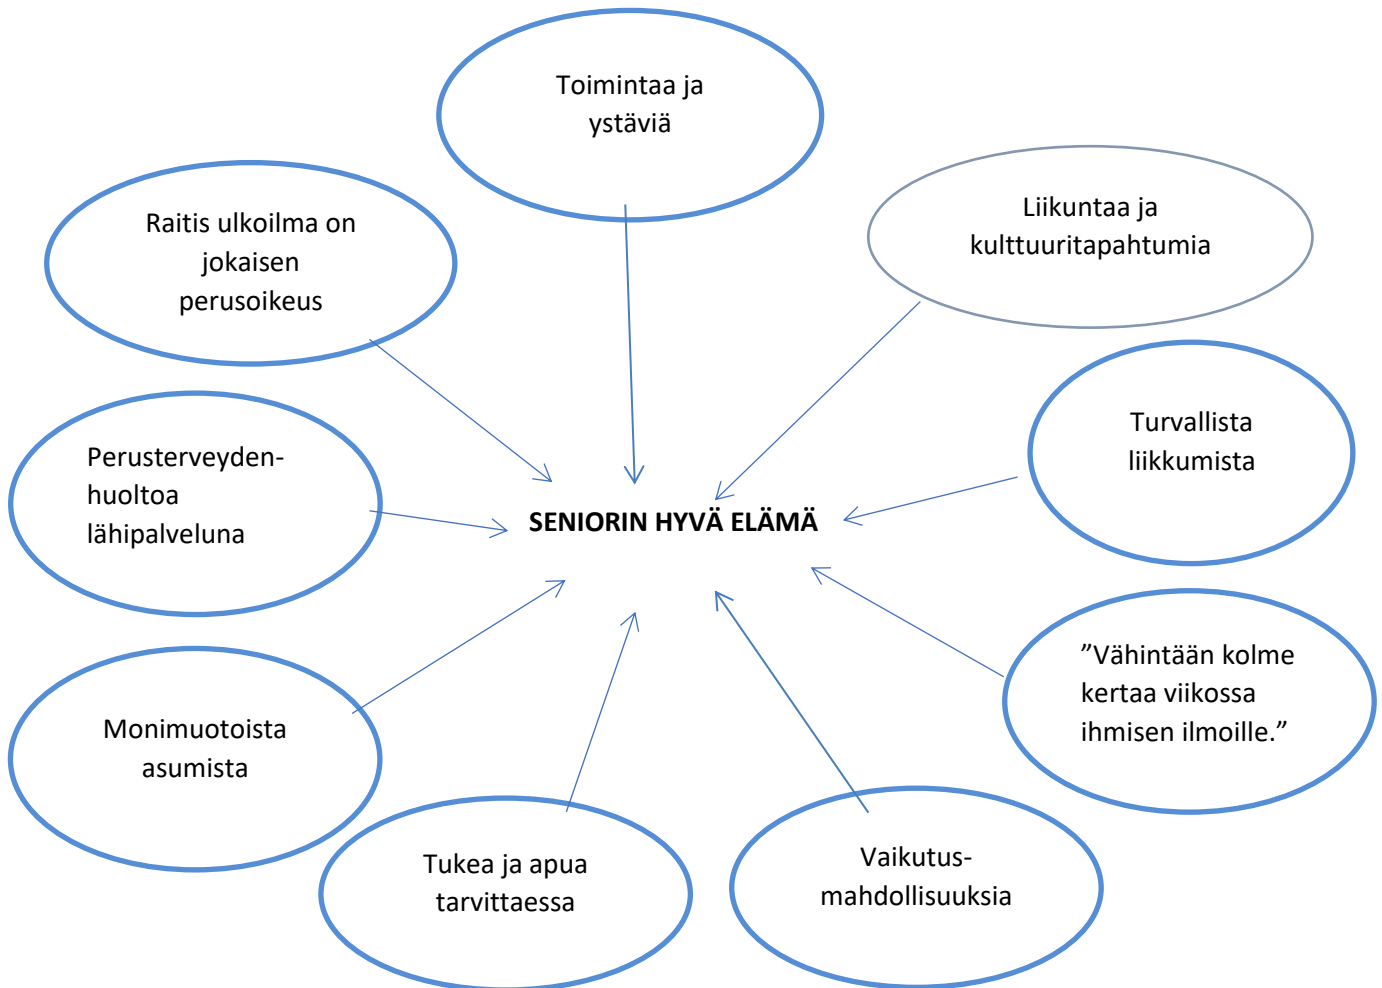 Toimintaa ja
ystäviä
Liikuntaa ja
kulttuuritapahtumia
Raitis ulkoilma on
jokaisen
perusoikeus
Turvallista
liikkumista
Perusterveyden-
huoltoa
lähipalveluna
SENIORIN HYVÄ ELÄMÄ
”Vähintään kolme
kertaa viikossa
ihmisen ilmoille.”
Monimuotoista
asumista
Tukea ja apua
tarvittaessa
Vaikutus-
mahdollisuuksia